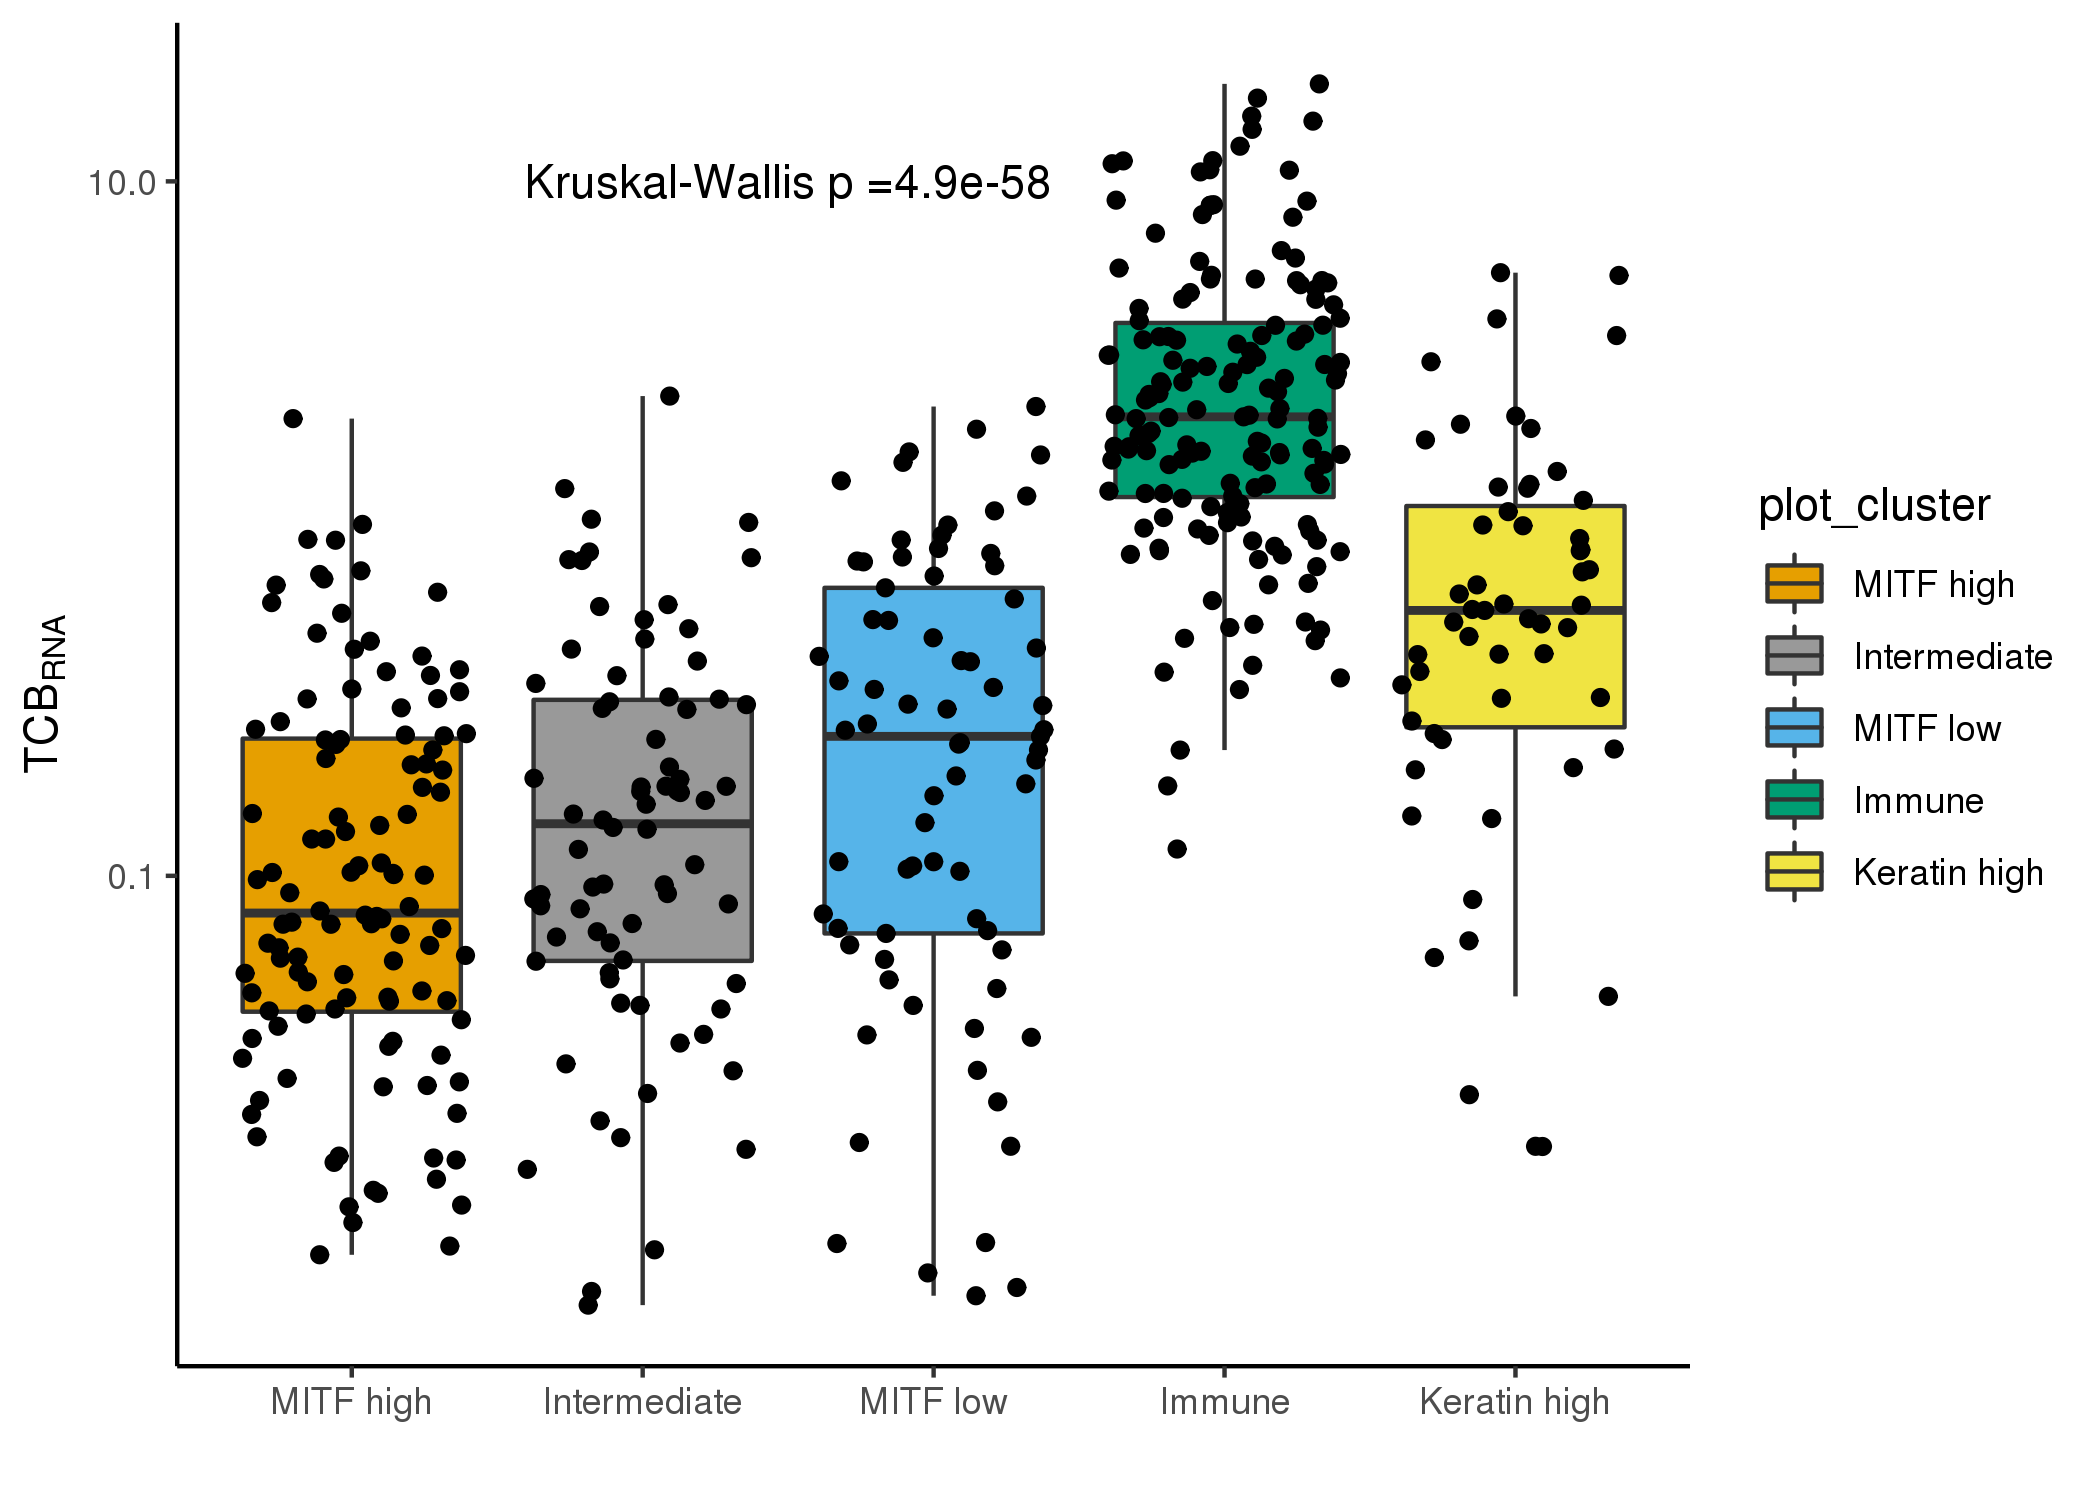 Kruskal-Wallis p =4.9e-58
10.0
0.1
TCBRNA
MITF high
Intermediate
MITF low
Immune
Keratin high
plot_cluster
MITF high
Intermediate
MITF low
Immune
Keratin high